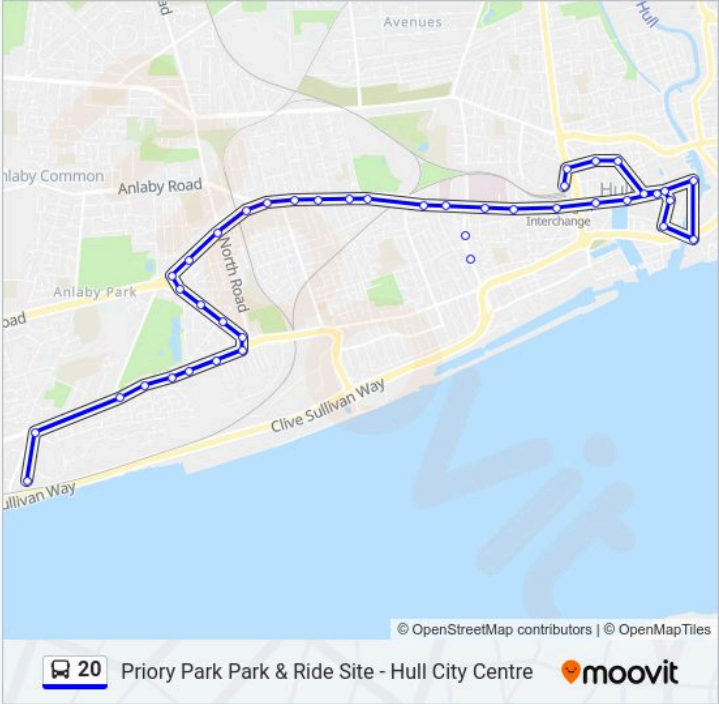 Avenues
Hull
nlaby Common
Anlaby Road
Hull
Interchange
North Road
Anlaby Park
oad
Clive Sullivan Way
ullivan Way
© OpenStreetMap contributors | © OpenMapTiles
20 Priory Park Park & Ride Site - Hull City Centre moovit